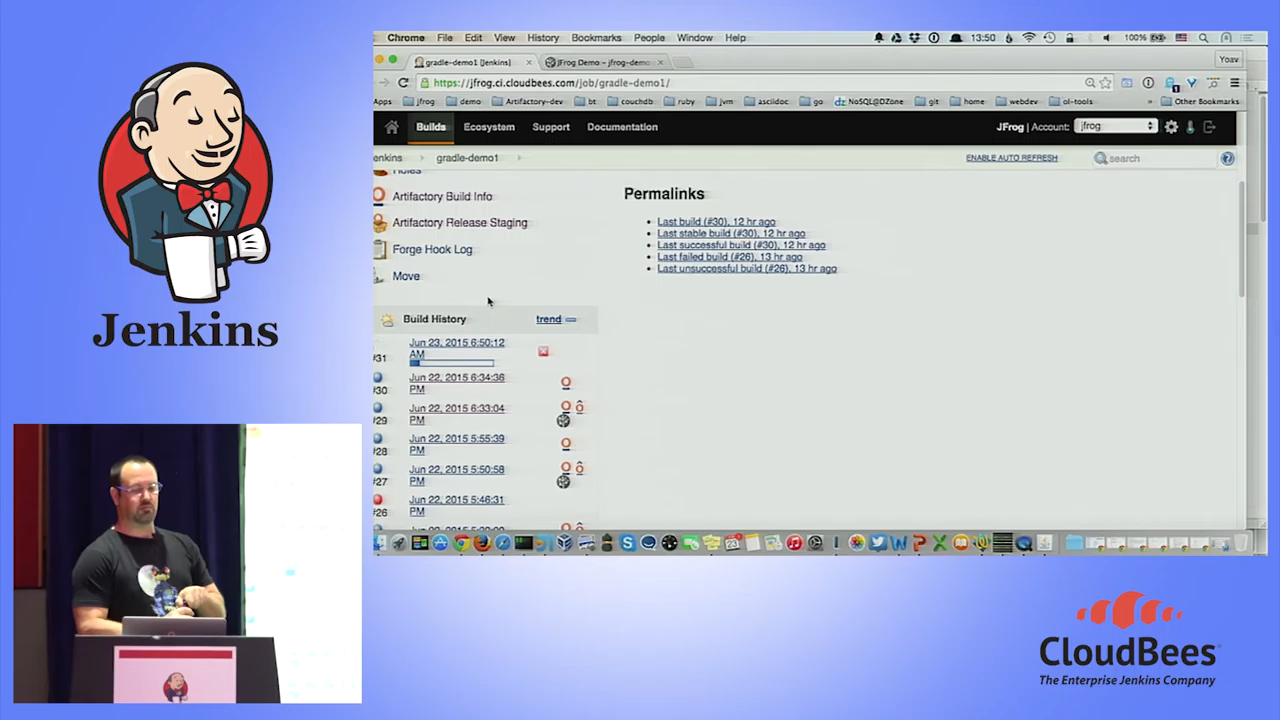 Jenkins
Chrome File Edit View History Bookmarks People Window Help 13:50 100%
gradle-demo1 [Jenkins] JFrog Demo – jfrog-demo Yoav
https://jfrog.ci.cloudbees.com/job/gradle-demo1/
Apps jfrog demo Artifactory-dev bt couchdb ruby jvm asciidoc go dz NoSQL@DZone git home webdev ol-tools » Other Bookmarks
Builds Ecosystem Support Documentation JFrog | Account: jfrog
enkins gradle-demo1 ENABLE AUTO REFRESH search
Roles
Artifactory Build Info
Artifactory Release Staging
Forge Hook Log
Move
Permalinks
Last build (#30), 12 hr ago
Last stable build (#30), 12 hr ago
Last successful build (#30), 12 hr ago
Last failed build (#26), 13 hr ago
Last unsuccessful build (#26), 13 hr ago
Build History trend
#31 Jun 23, 2015 6:50:12 AM
#30 Jun 22, 2015 6:34:36 PM
#29 Jun 22, 2015 6:33:04 PM
#28 Jun 22, 2015 5:55:39 PM
#27 Jun 22, 2015 5:50:58 PM
#26 Jun 22, 2015 5:46:31 PM
CloudBees
The Enterprise Jenkins Company